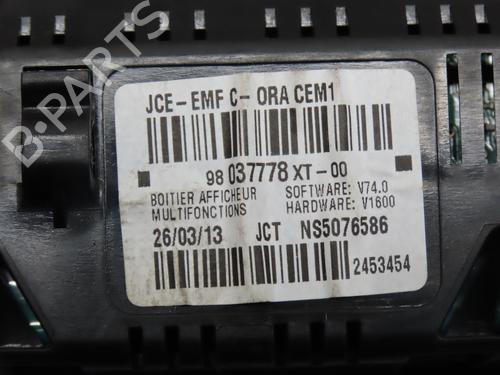 JCE-EMF C-ORA CEM1
98 037778 XT-00
BOITIER AFFICHEUR SOFTWARE: V74.0
MULTIFONCTIONS HARDWARE: V1600
26/03/13 JCT NS5076586
2453454
B-PARTS